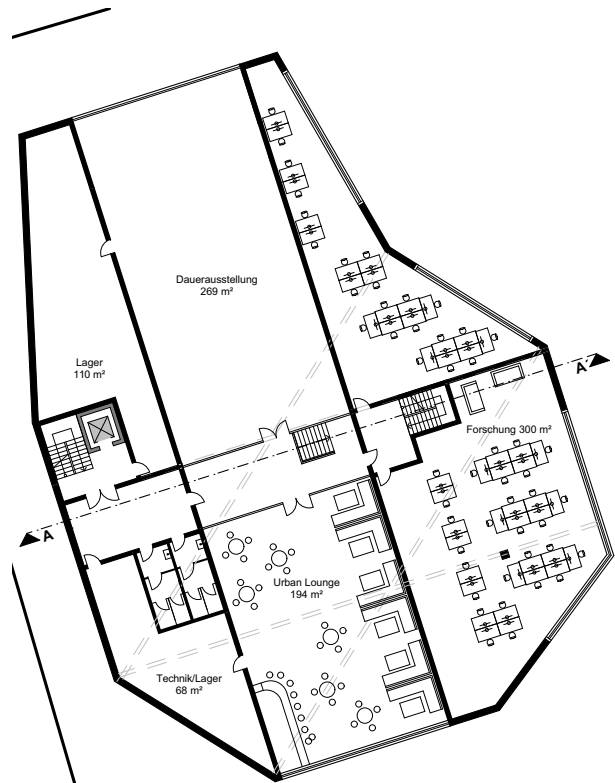 Dauerausstellung
269 m²
Lager
110 m²
A
Forschung 300 m²
A
Urban Lounge
194 m²
Technik/Lager
68 m²